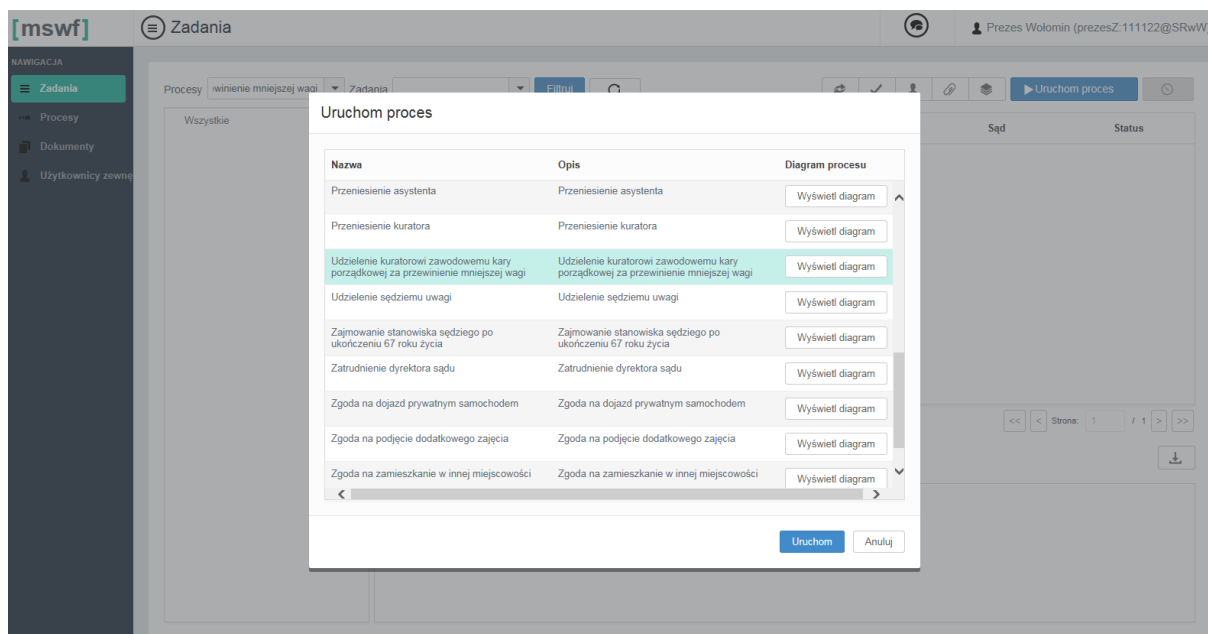 [mswf]
Zadania
Prezes Wołomin (prezesZ:111122@SRwW
NAWIGACJA
Zadania
Procesy
Dokumenty
Użytkownicy zewnę
Procesy winienie mniejszej wagi Zadania Filtruj Uruchom proces
Wszystkie
Sąd Status
Uruchom proces
Nazwa Opis Diagram procesu
Przeniesienie asystenta Przeniesienie asystenta Wyświetl diagram
Przeniesienie kuratora Przeniesienie kuratora Wyświetl diagram
Udzielenie kuratorowi zawodowemu kary Udzielenie kuratorowi zawodowemu kary Wyświetl diagram
porządkowej za przewinienie mniejszej wagi porządkowej za przewinienie mniejszej wagi
Udzielenie sędziemu uwagi Udzielenie sędziemu uwagi Wyświetl diagram
Zajmowanie stanowiska sędziego po Zajmowanie stanowiska sędziego po Wyświetl diagram
ukończeniu 67 roku życia ukończeniu 67 roku życia
Zatrudnienie dyrektora sądu Zatrudnienie dyrektora sądu Wyświetl diagram
Zgoda na dojazd prywatnym samochodem Zgoda na dojazd prywatnym samochodem Wyświetl diagram
Zgoda na podjęcie dodatkowego zajęcia Zgoda na podjęcie dodatkowego zajęcia Wyświetl diagram
Zgoda na zamieszkanie w innej miejscowości Zgoda na zamieszkanie w innej miejscowości Wyświetl diagram
<< < Strona: 1 / 1 > >>
Uruchom Anuluj